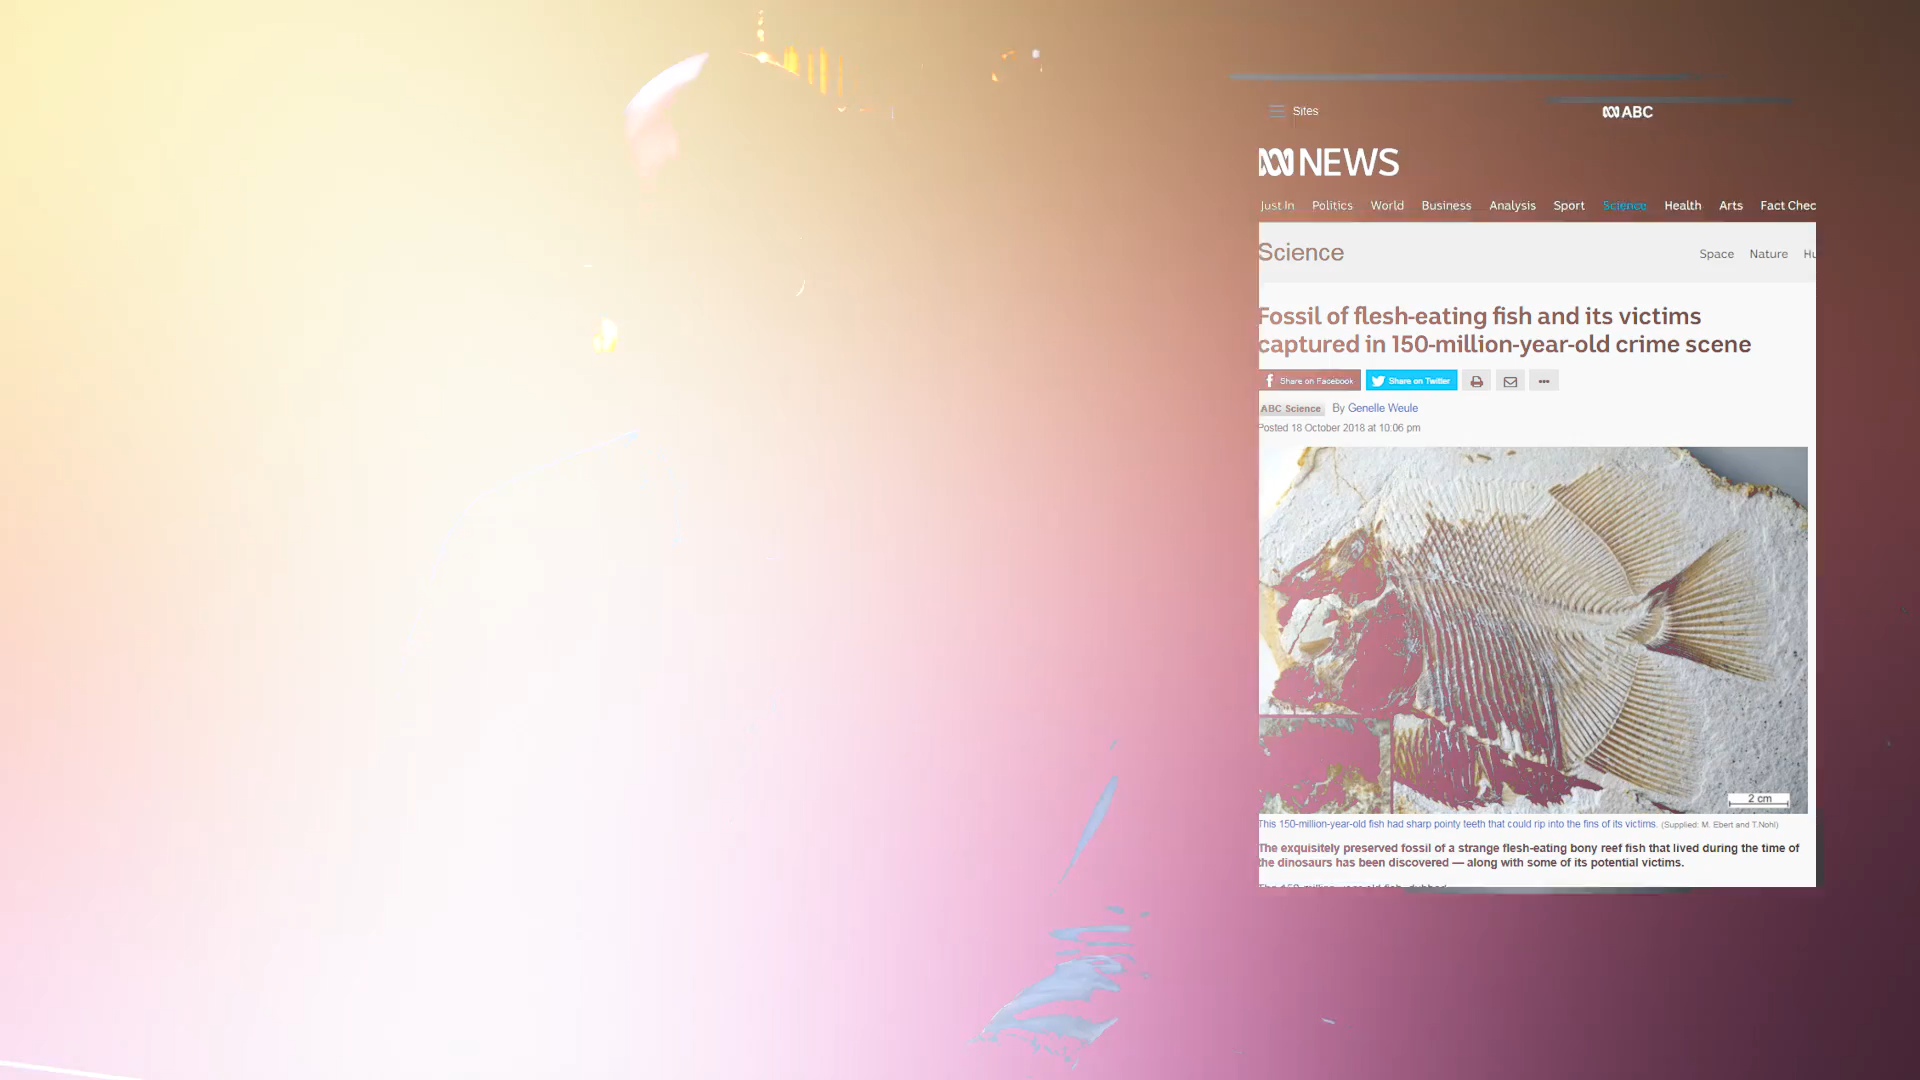 Sites
ABC
NEWS
Just In Politics World Business Analysis Sport Science Health Arts Fact Chec
Science
Space Nature Hu
Fossil of flesh-eating fish and its victims
captured in 150-million-year-old crime scene
Share on Facebook Share on Twitter
ABC Science By Genelle Weule
Posted 18 October 2018 at 10:06 pm
2 cm
This 150-million-year-old fish had sharp pointy teeth that could rip into the fins of its victims. (Supplied: M. Ebert and T.Nohl)
The exquisitely preserved fossil of a strange flesh-eating bony reef fish that lived during the time of
the dinosaurs has been discovered — along with some of its potential victims.